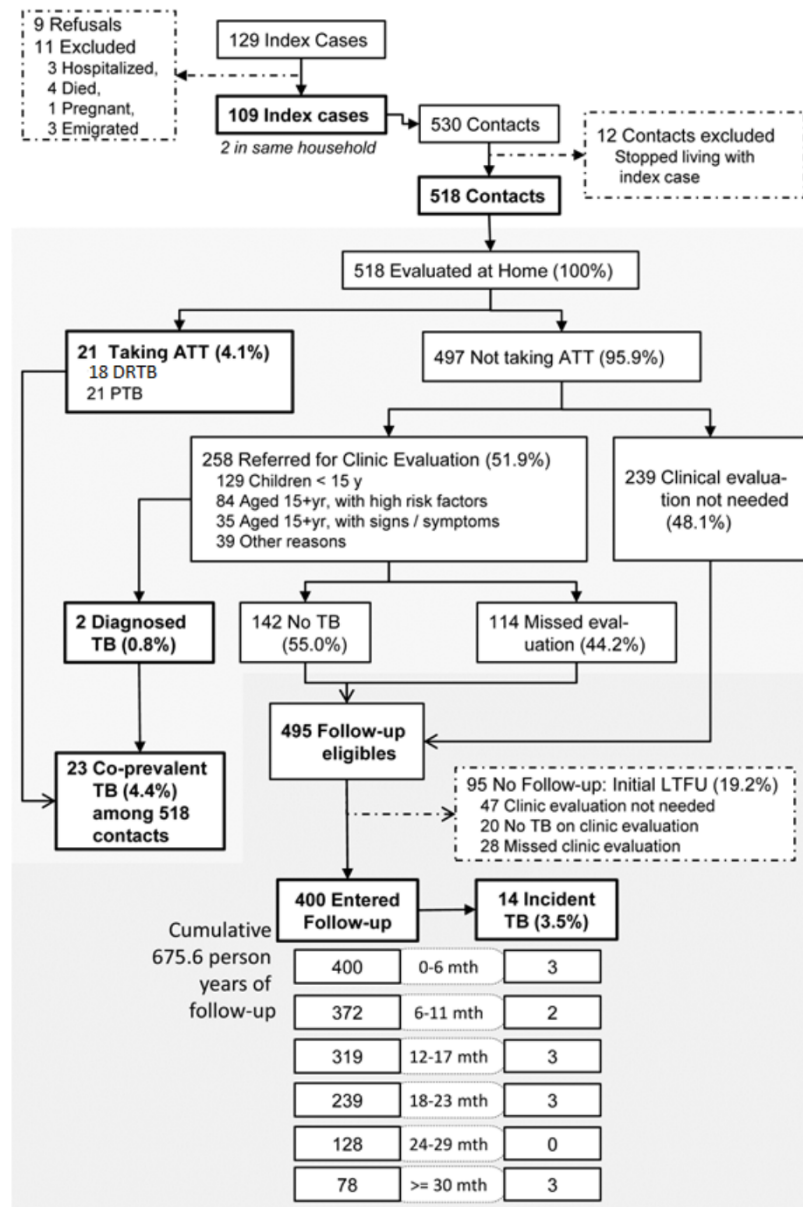 9 Refusals
11 Excluded
3 Hospitalized,
4 Died,
1 Pregnant,
3 Emigrated
129 Index Cases
109 Index cases
2 in same household
530 Contacts
12 Contacts excluded
Stopped living with
index case
518 Contacts
518 Evaluated at Home (100%)
21 Taking ATT (4.1%)
18 DRTB
21 PTB
497 Not taking ATT (95.9%)
258 Referred for Clinic Evaluation (51.9%)
129 Children < 15 y
84 Aged 15+yr, with high risk factors
35 Aged 15+yr, with signs / symptoms
39 Other reasons
239 Clinical evalua-
tion not needed
(48.1%)
2 Diagnosed
TB (0.8%)
142 No TB
(55.0%)
114 Missed eval-
uation (44.2%)
495 Follow-up
eligibles
23 Co-prevalent
TB (4.4%)
among 518
contacts
95 No Follow-up: Initial LTFU (19.2%)
47 Clinic evaluation not needed
20 No TB on clinic evaluation
28 Missed clinic evaluation
400 Entered
Follow-up
14 Incident
TB (3.5%)
Cumulative
675.6 person
years of
follow-up
400 0-6 mth 3
372 6-11 mth 2
319 12-17 mth 3
239 18-23 mth 3
128 24-29 mth 0
78 >= 30 mth 3